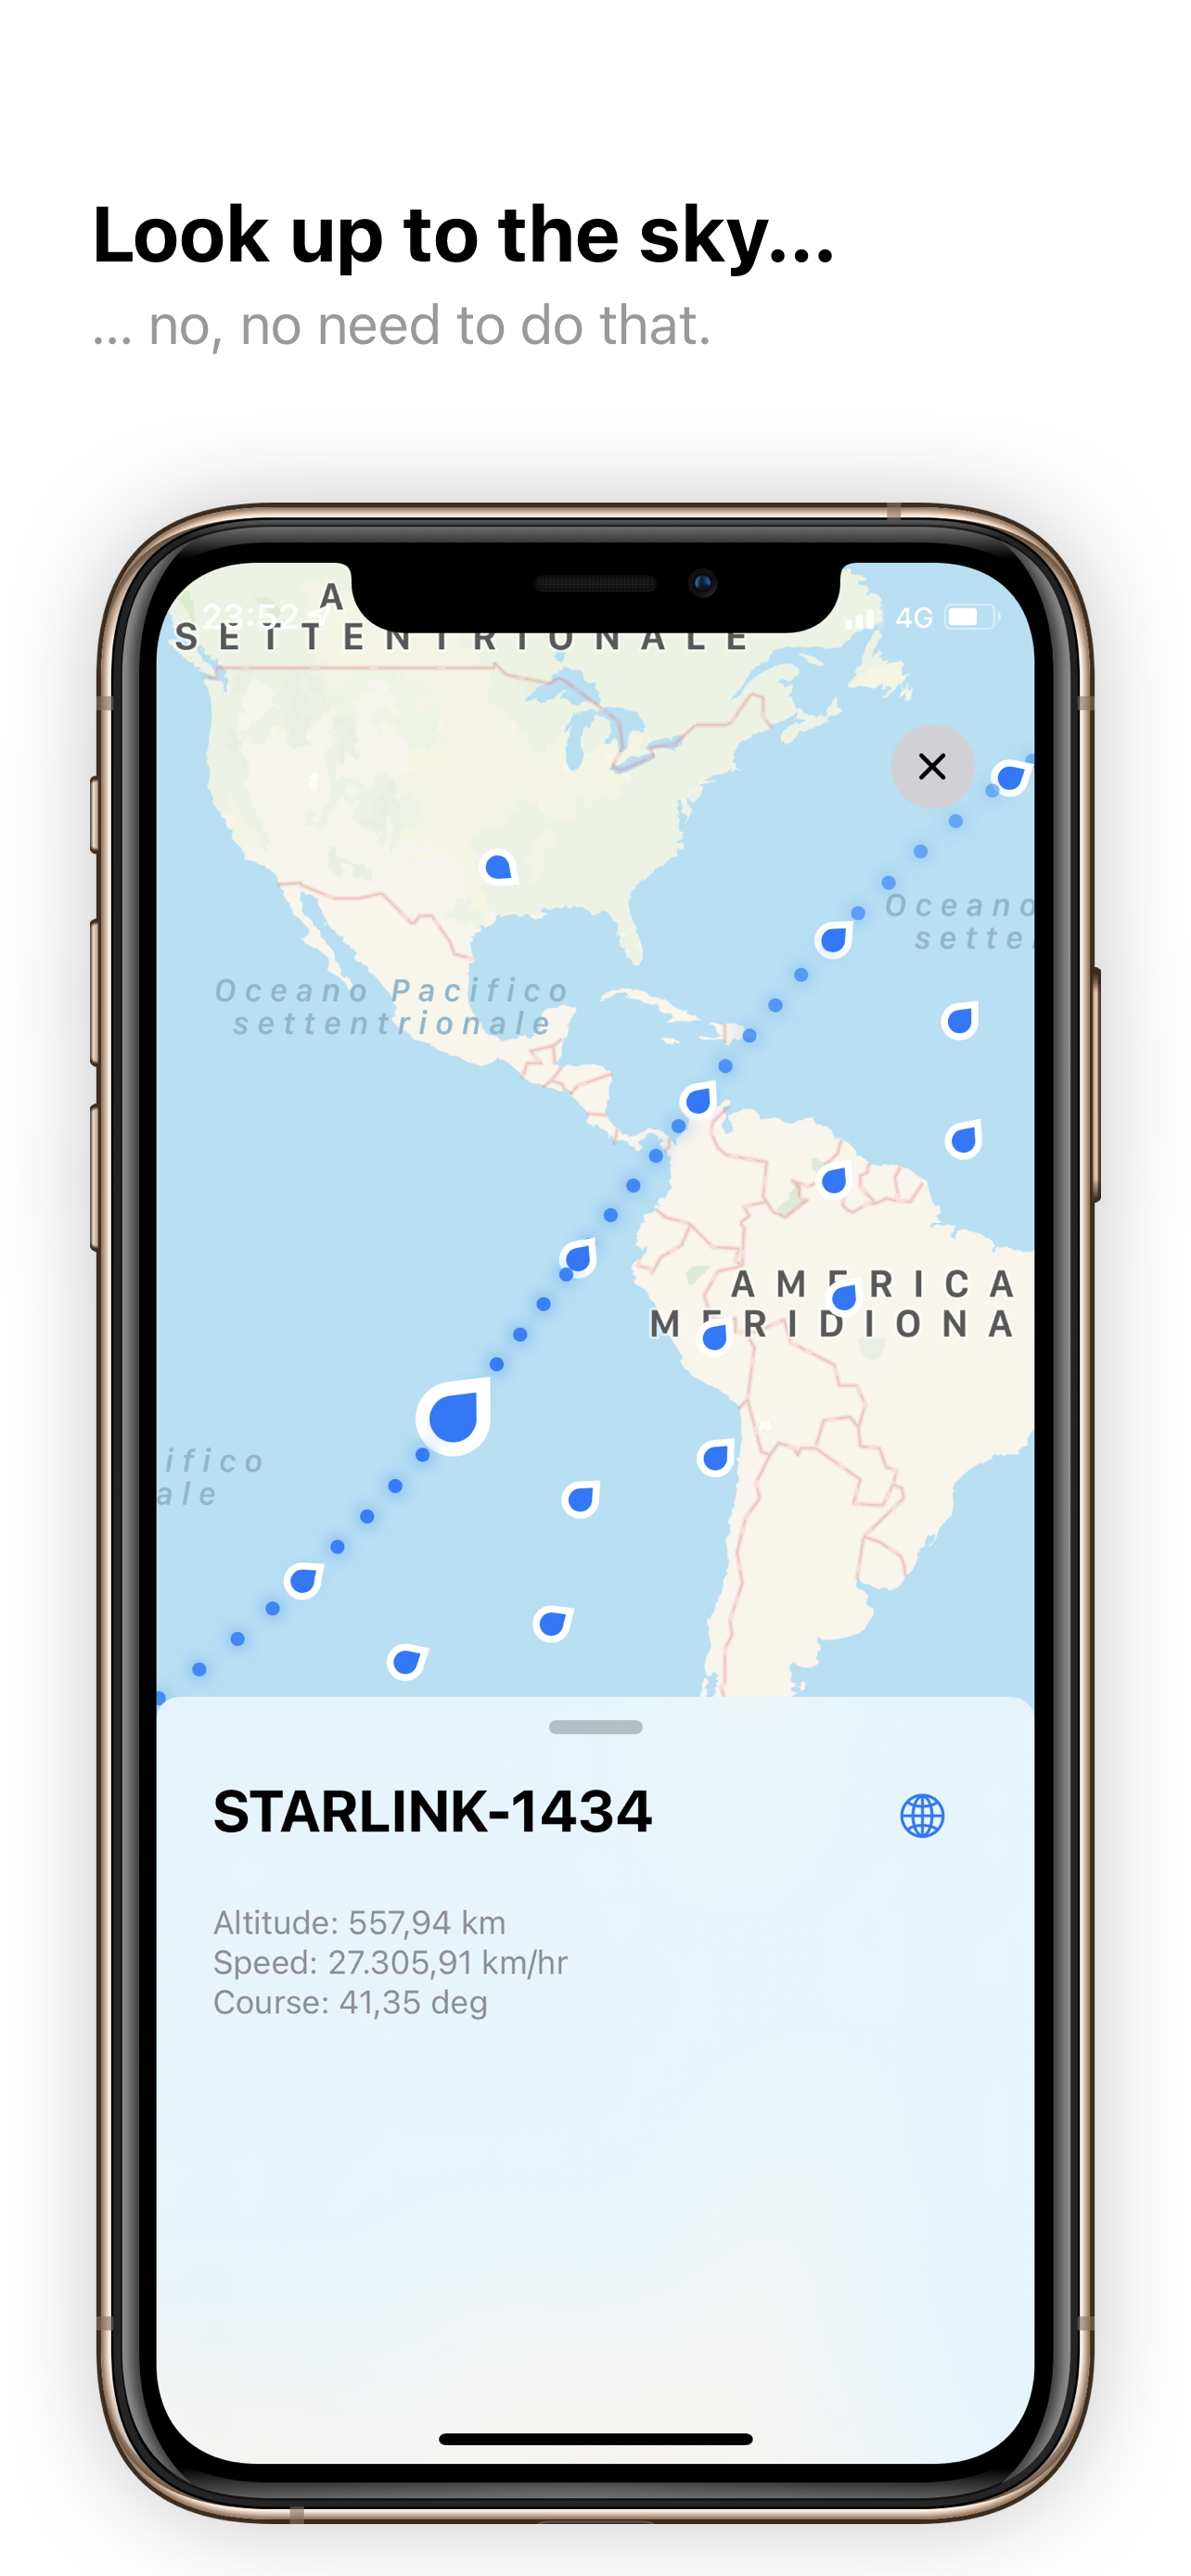 Look up to the sky...
... no, no need to do that.
23:52
4G
A
SETTENTRIONALE
Oceano
sette
Oceano Pacifico
settentrionale
AMERICA
MERIDIONA
ifico
ale
STARLINK-1434
Altitude: 557,94 km
Speed: 27.305,91 km/hr
Course: 41,35 deg